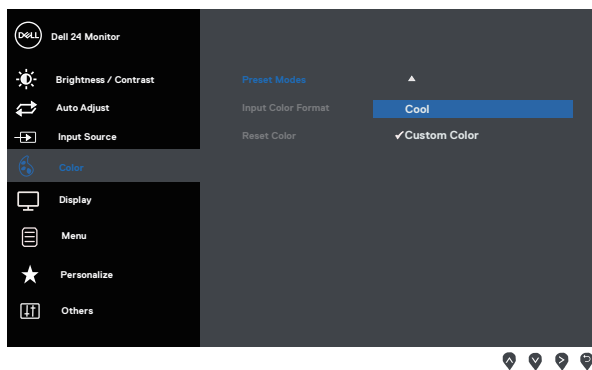 DELL
Dell 24 Monitor
Brightness / Contrast
Auto Adjust
Input Source
Color
Display
Menu
Personalize
Others
Preset Modes
Input Color Format
Reset Color
Cool
✓Custom Color